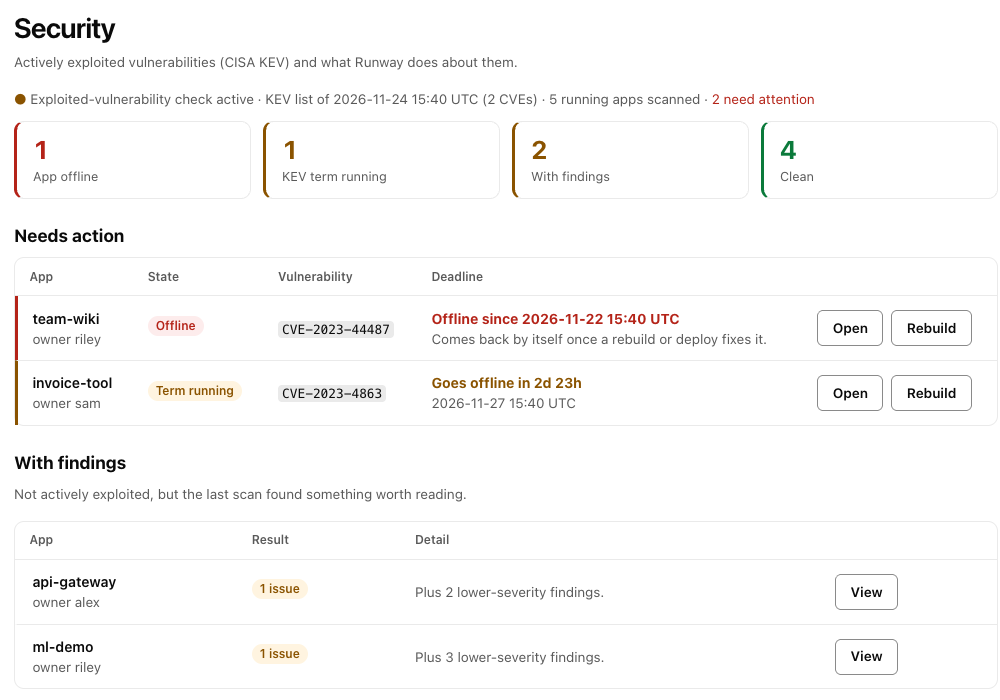 Security
Actively exploited vulnerabilities (CISA KEV) and what Runway does about them.
Exploited-vulnerability check active · KEV list of 2026-11-24 15:40 UTC (2 CVEs) · 5 running apps scanned · 2 need attention
1
App offline
1
KEV term running
2
With findings
4
Clean
Needs action
App State Vulnerability Deadline
team-wiki
owner riley
Offline
CVE-2023-44487
Offline since 2026-11-22 15:40 UTC
Comes back by itself once a rebuild or deploy fixes it.
Open Rebuild
invoice-tool
owner sam
Term running
CVE-2023-4863
Goes offline in 2d 23h
2026-11-27 15:40 UTC
Open Rebuild
With findings
Not actively exploited, but the last scan found something worth reading.
App Result Detail
api-gateway
owner alex
1 issue
Plus 2 lower-severity findings.
View
ml-demo
owner riley
1 issue
Plus 3 lower-severity findings.
View